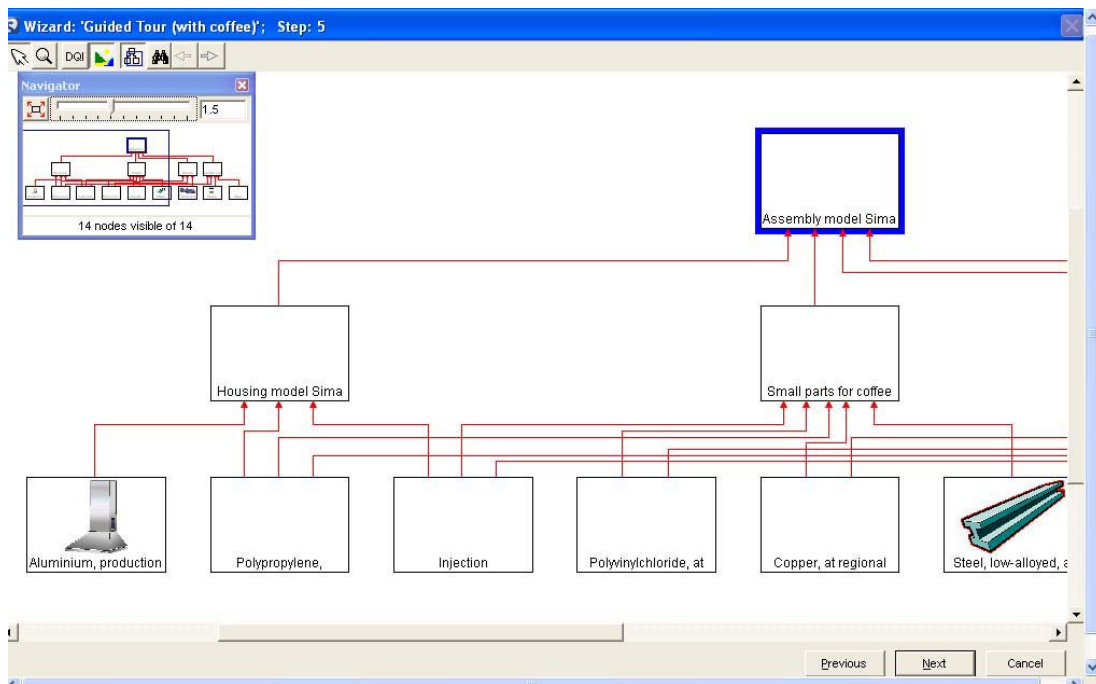 Wizard: 'Guided Tour (with coffee)';  Step: 5
DQI
Navigator
1.5
14 nodes visible of 14
Assembly model Sima
Housing model Sima
Small parts for coffee
Aluminium, production
Polypropylene,
Injection
Polyvinylchloride, at
Copper, at regional
Steel, low-alloyed, a
Previous
Next
Cancel